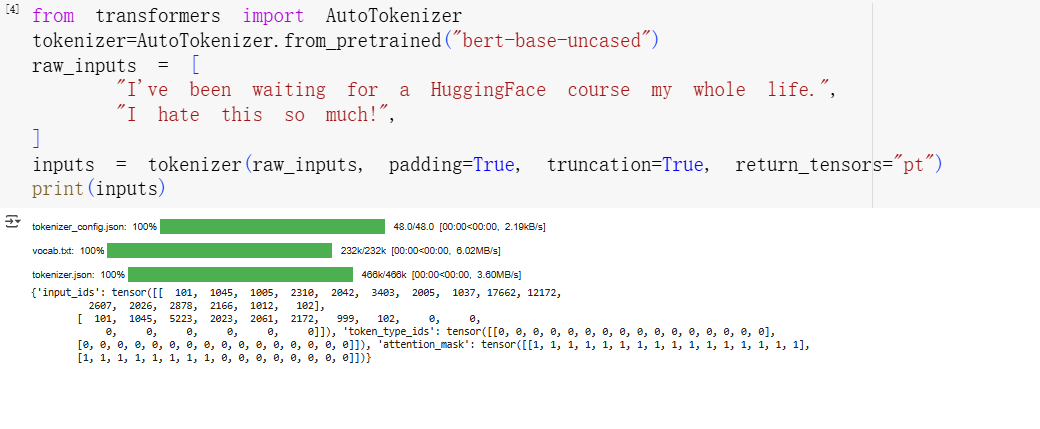 [4]
from transformers import AutoTokenizer
tokenizer=AutoTokenizer.from_pretrained("bert-base-uncased")
raw_inputs = [
"I've been waiting for a HuggingFace course my whole life.",
"I hate this so much!",
]
inputs = tokenizer(raw_inputs, padding=True, truncation=True, return_tensors="pt")
print(inputs)
tokenizer_config.json: 100% 48.0/48.0 [00:00<00:00, 2.19kB/s]
vocab.txt: 100% 232k/232k [00:00<00:00, 6.02MB/s]
tokenizer.json: 100% 466k/466k [00:00<00:00, 3.60MB/s]
{'input_ids': tensor([[ 101, 1045, 1005, 2310, 2042, 3403, 2005, 1037, 17662, 12172,
2607, 2026, 2878, 2166, 1012, 102],
[ 101, 1045, 5223, 2023, 2061, 2172, 999, 102, 0, 0,
0, 0, 0, 0, 0, 0]]), 'token_type_ids': tensor([[0, 0, 0, 0, 0, 0, 0, 0, 0, 0, 0, 0, 0, 0, 0, 0],
[0, 0, 0, 0, 0, 0, 0, 0, 0, 0, 0, 0, 0, 0, 0, 0]]), 'attention_mask': tensor([[1, 1, 1, 1, 1, 1, 1, 1, 1, 1, 1, 1, 1, 1, 1, 1],
[1, 1, 1, 1, 1, 1, 1, 1, 0, 0, 0, 0, 0, 0, 0, 0]])}